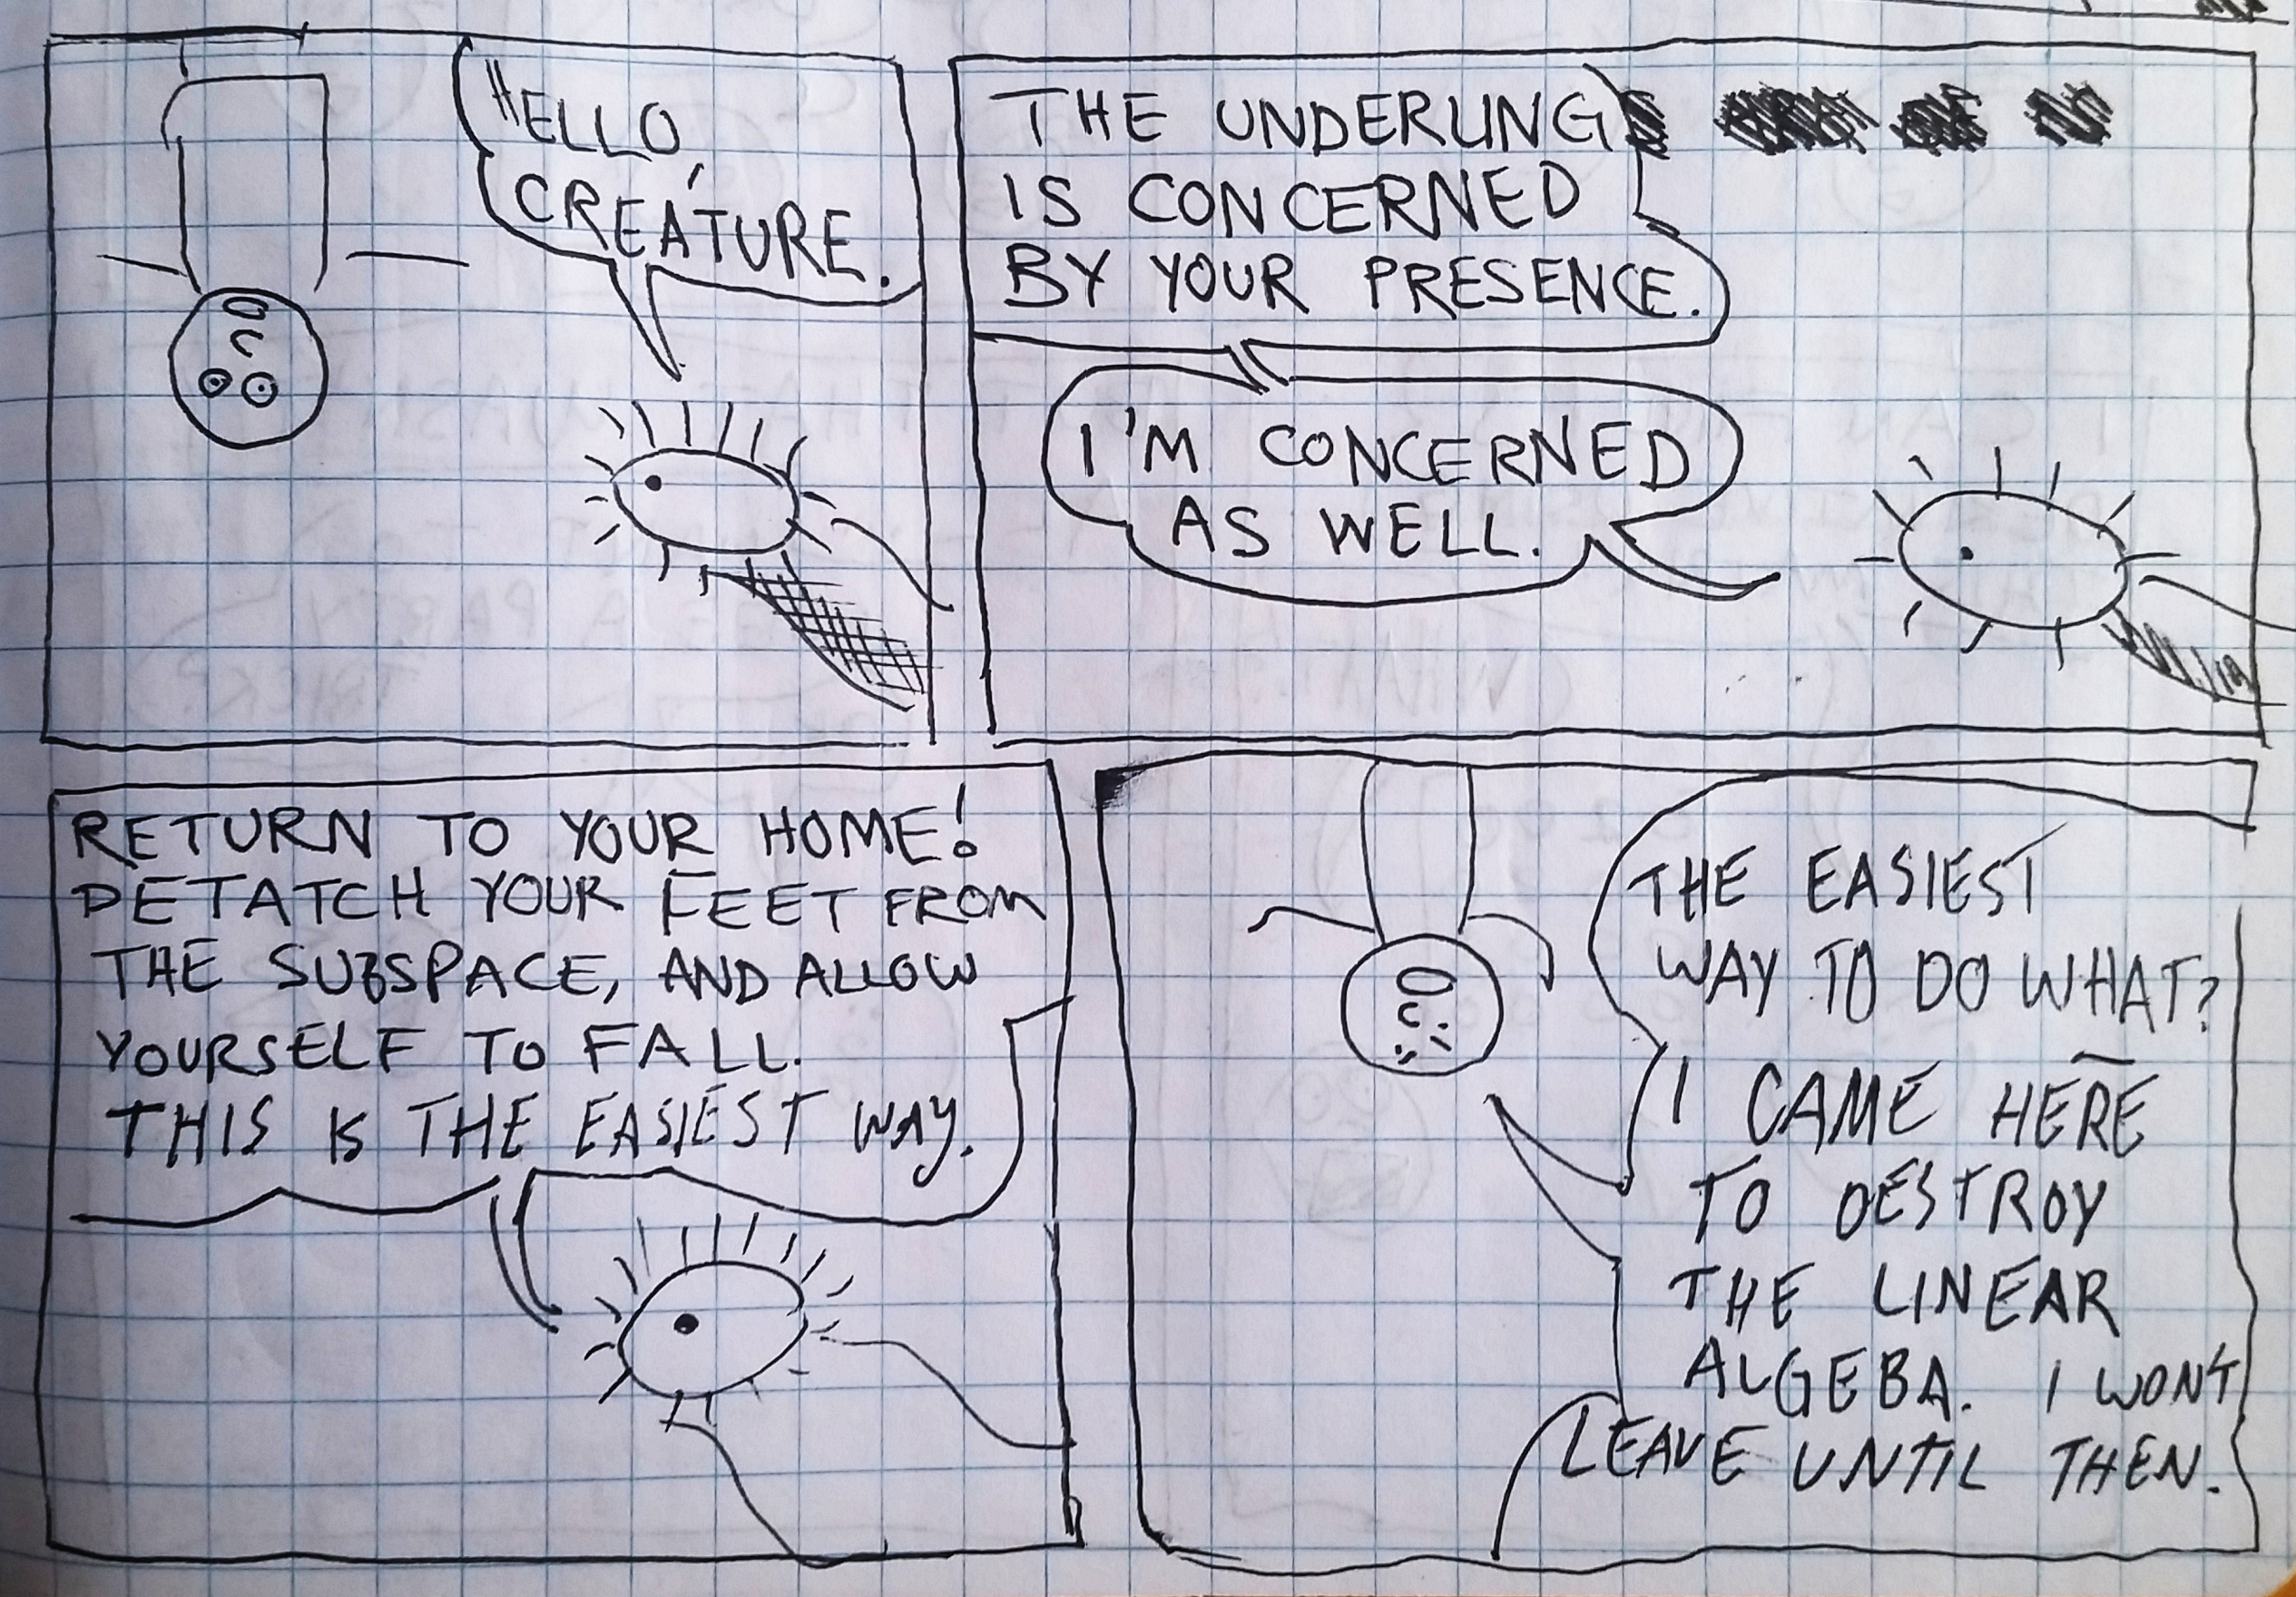 HELLO,
CREATURE.
THE UNDERLING
IS CONCERNED
BY YOUR PRESENCE.
I'M CONCERNED
AS WELL.
RETURN TO YOUR HOME!
DETATCH YOUR FEET FROM
THE SUBSPACE, AND ALLOW
YOURSELF TO FALL.
THIS IS THE EASIEST WAY.
THE EASIEST
WAY TO DO WHAT?
I CAME HERE
TO DESTROY
THE LINEAR
ALGEBA. I WONT
LEAVE UNTIL THEN.